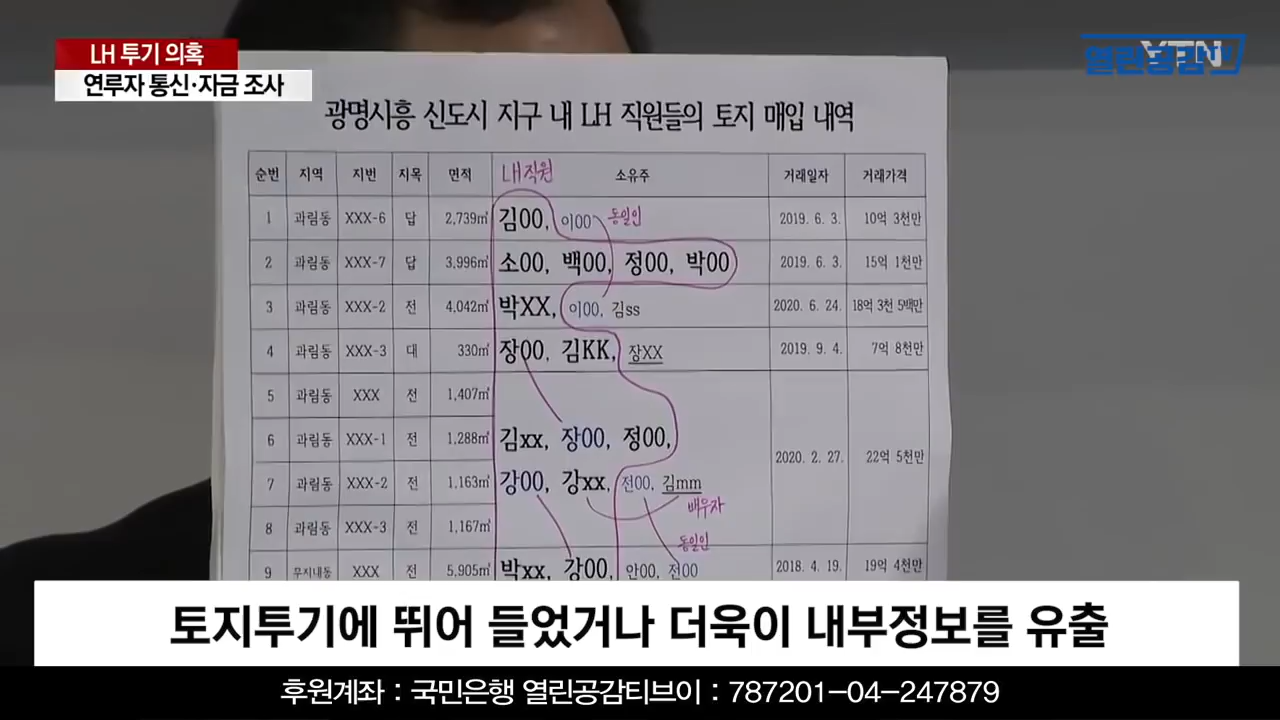 LH 투기 의혹
연루자 통신·자금 조사
열린공감TV
YTN
광명시흥 신도시 지구 내 LH 직원들의 토지 매입 내역
순번 지역 지번 지목 면적 LH직원 소유주 거래일자 거래가격
1 과림동 XXX-6 답 2,739㎡ 김00, 이00 동일인 2019. 6. 3. 10억 3천만
2 과림동 XXX-7 답 3,996㎡ 소00, 백00, 정00, 박00 2019. 6. 3. 15억 1천만
3 과림동 XXX-2 전 4,042㎡ 박XX, 이00, 김ss 2020. 6. 24. 18억 3천 5백만
4 과림동 XXX-3 대 330㎡ 장00, 김KK, 장XX 2019. 9. 4. 7억 8천만
5 과림동 XXX 전 1,407㎡
6 과림동 XXX-1 전 1,288㎡ 김xx, 장00, 정00,
2020. 2. 27. 22억 5천만
7 과림동 XXX-2 전 1,163㎡ 강00, 강xx, 전00, 김mm
배우자
8 과림동 XXX-3 전 1,167㎡
동일인
9 무지내동 XXX 전 5,905㎡ 박xx, 강00, 안00, 전00 2018. 4. 19. 19억 4천만
토지투기에 뛰어 들었거나 더욱이 내부정보를 유출
후원계좌 : 국민은행 열린공감티브이 : 787201-04-247879